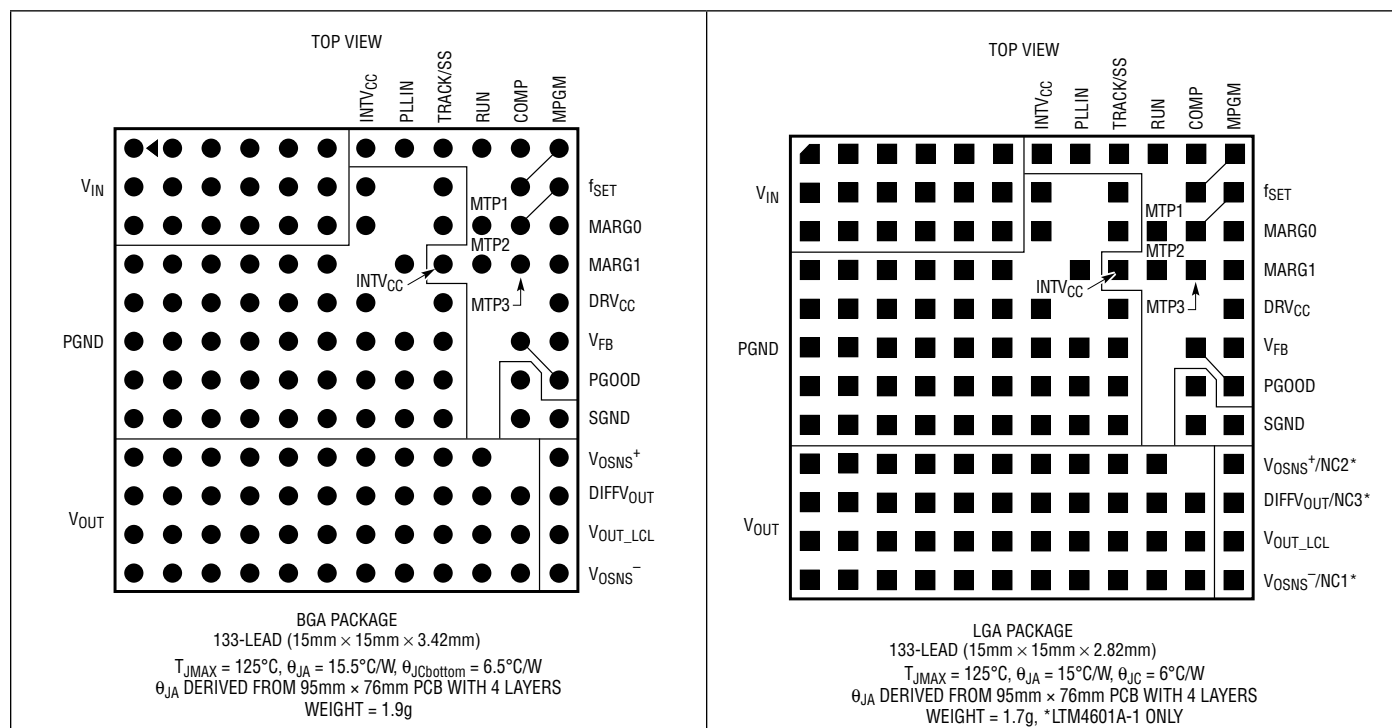 TOP VIEW
INTVCC
PLLIN
TRACK/SS
RUN
COMP
MPGM
VIN
fSET
MTP1
MARG0
MTP2
MARG1
INTVCC
MTP3
DRVCC
PGND
VFB
PGOOD
SGND
VOSNS+
DIFFVOUT
VOUT
VOUT_LCL
VOSNS–
BGA PACKAGE
133-LEAD (15mm × 15mm × 3.42mm)
TJMAX = 125°C, θJA = 15.5°C/W, θJCbottom = 6.5°C/W
θJA DERIVED FROM 95mm × 76mm PCB WITH 4 LAYERS
WEIGHT = 1.9g
TOP VIEW
INTVCC
PLLIN
TRACK/SS
RUN
COMP
MPGM
VIN
fSET
MTP1
MARG0
MTP2
MARG1
INTVCC
MTP3
DRVCC
PGND
VFB
PGOOD
SGND
VOSNS+/NC2*
DIFFVOUT/NC3*
VOUT
VOUT_LCL
VOSNS–/NC1*
LGA PACKAGE
133-LEAD (15mm × 15mm × 2.82mm)
TJMAX = 125°C, θJA = 15°C/W, θJC = 6°C/W
θJA DERIVED FROM 95mm × 76mm PCB WITH 4 LAYERS
WEIGHT = 1.7g, *LTM4601A-1 ONLY